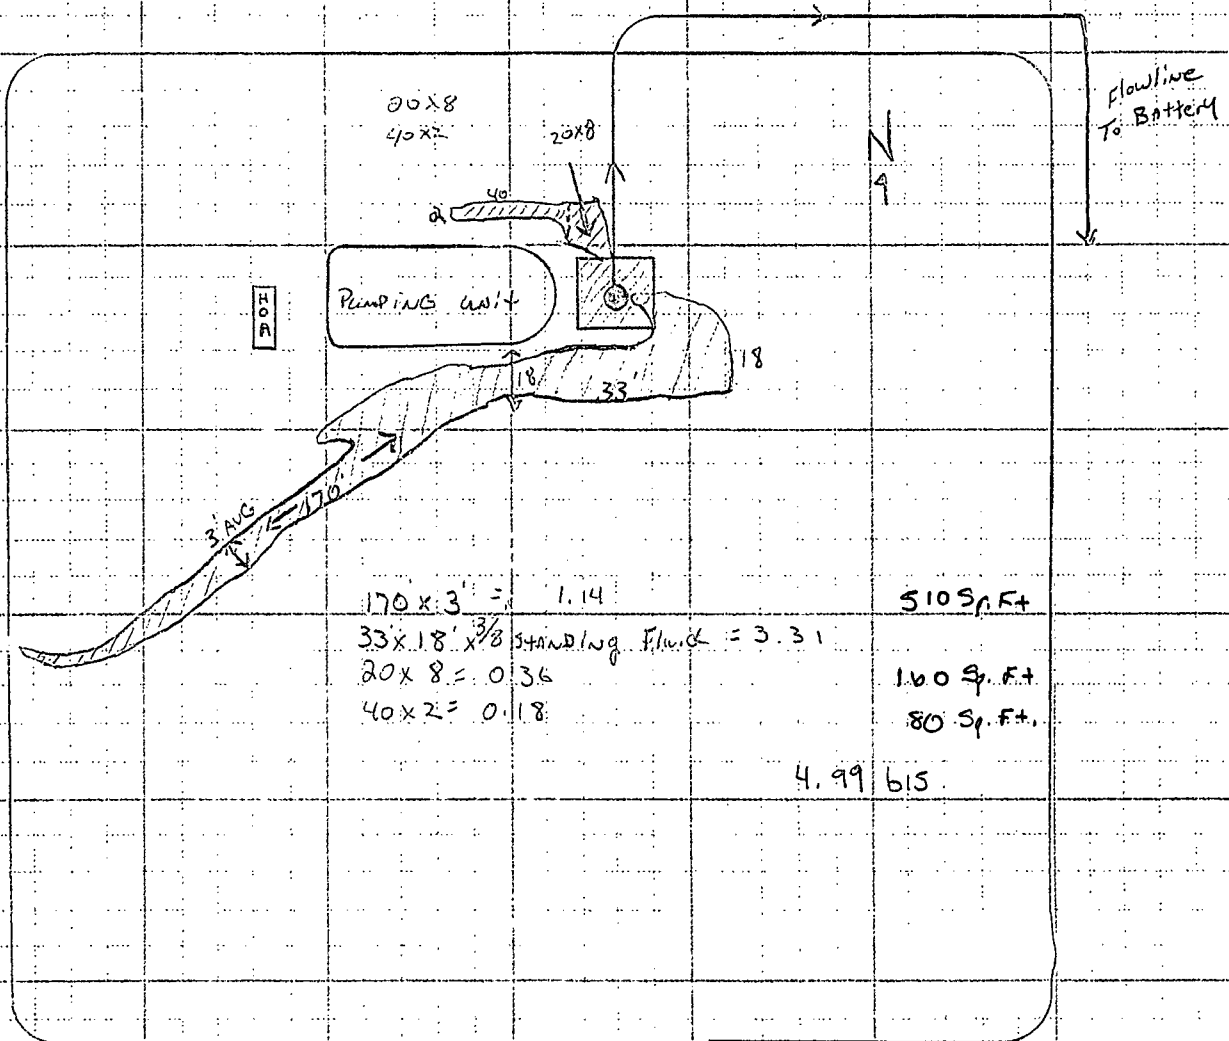 Flowline
To Battery
20x8
40x2
20x8
N
40
2
HOA
Pumping unit
18
18
33'
170'
3' AVG
170' x 3' = 1.14 510 Sq. Ft
33' x 18' x 3/8 STANDING Fluid = 3.31
20 x 8 = 0.36 160 Sq. Ft
40 x 2 = 0.18 80 Sq. Ft.
4.99 bls.